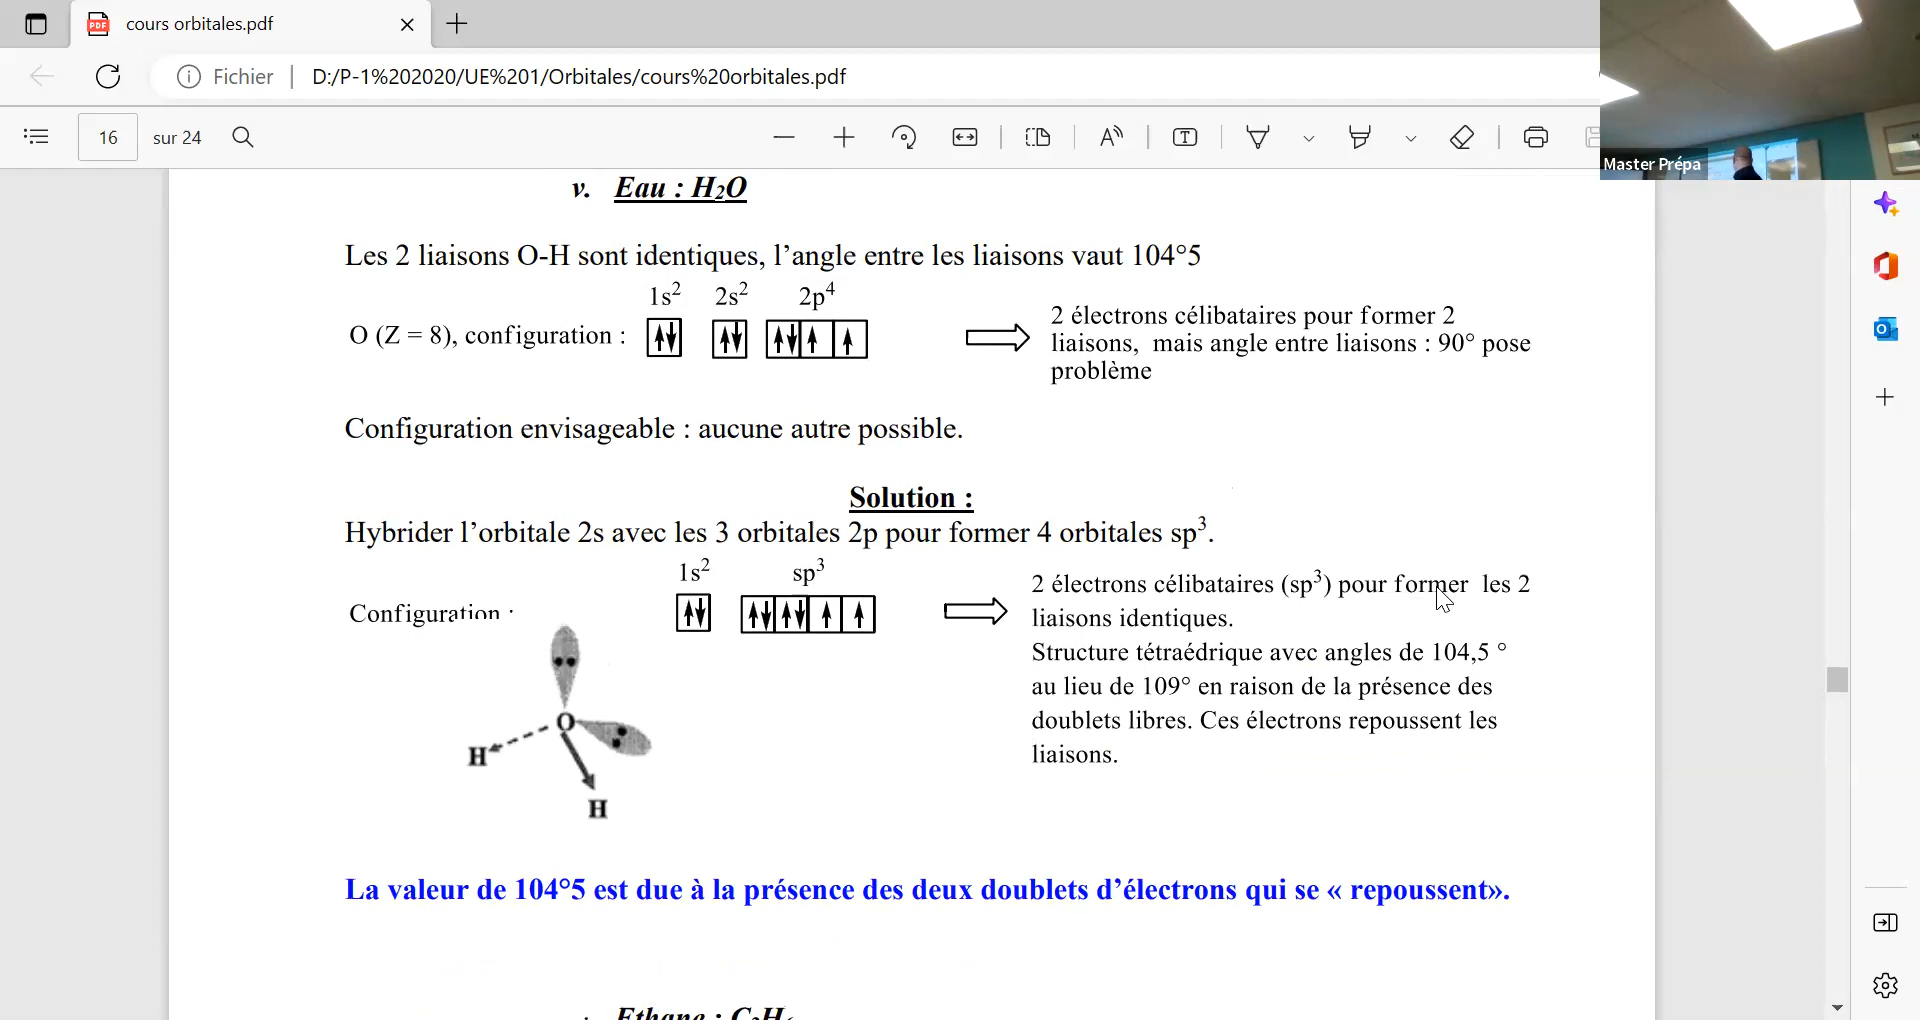 cours orbitales.pdf
Fichier | D:/P-1%202020/UE%201/Orbitales/cours%20orbitales.pdf
16 sur 24
Master Prépa
v. Eau : H₂O
Les 2 liaisons O-H sont identiques, l’angle entre les liaisons vaut 104°5
1s² 2s² 2p⁴
O (Z = 8), configuration :
2 électrons célibataires pour former 2
liaisons, mais angle entre liaisons : 90° pose
problème
Configuration envisageable : aucune autre possible.
Solution :
Hybrider l’orbitale 2s avec les 3 orbitales 2p pour former 4 orbitales sp³.
1s² sp³
Configuration :
2 électrons célibataires (sp³) pour former les 2
liaisons identiques.
Structure tétraédrique avec angles de 104,5 °
au lieu de 109° en raison de la présence des
doublets libres. Ces électrons repoussent les
liaisons.
O
H
H
La valeur de 104°5 est due à la présence des deux doublets d’électrons qui se « repoussent».
Ethane : C₂H₆